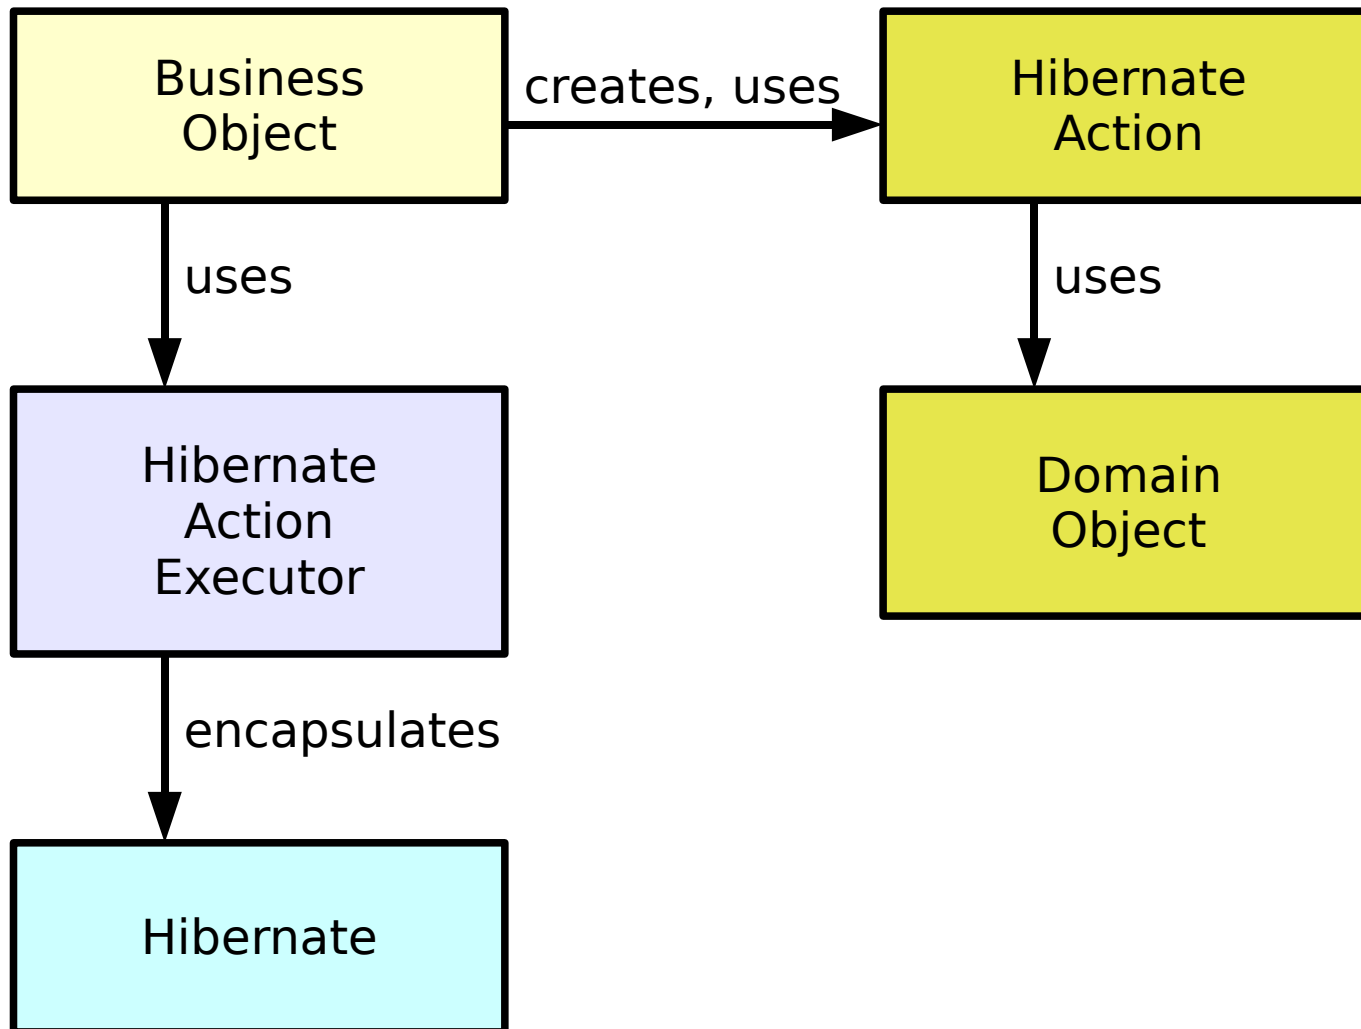 Business
Object
creates, uses
Hibernate
Action
uses
uses
Hibernate
Action
Executor
Domain
Object
encapsulates
Hibernate